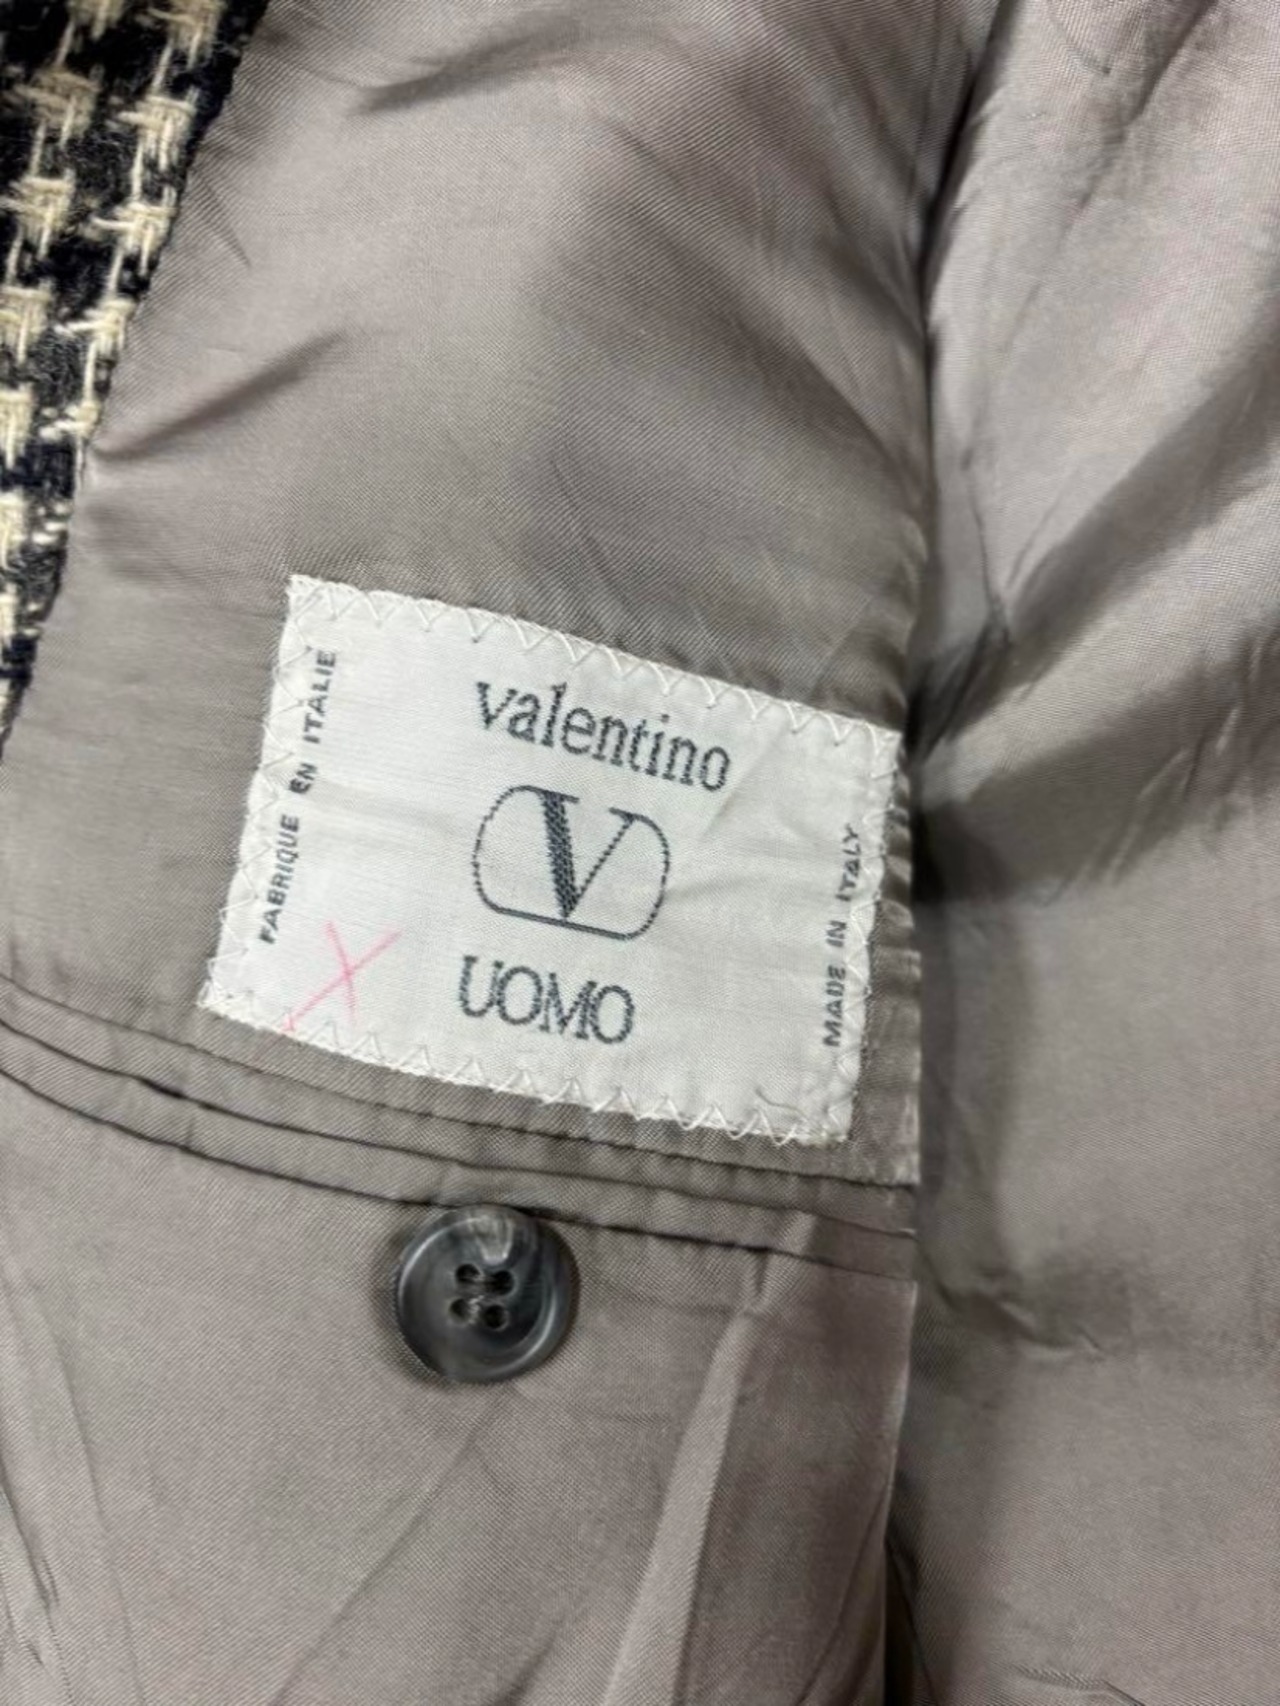 valentino
V
UOMO
FABRIQUE EN ITALIE
MADE IN ITALY
X